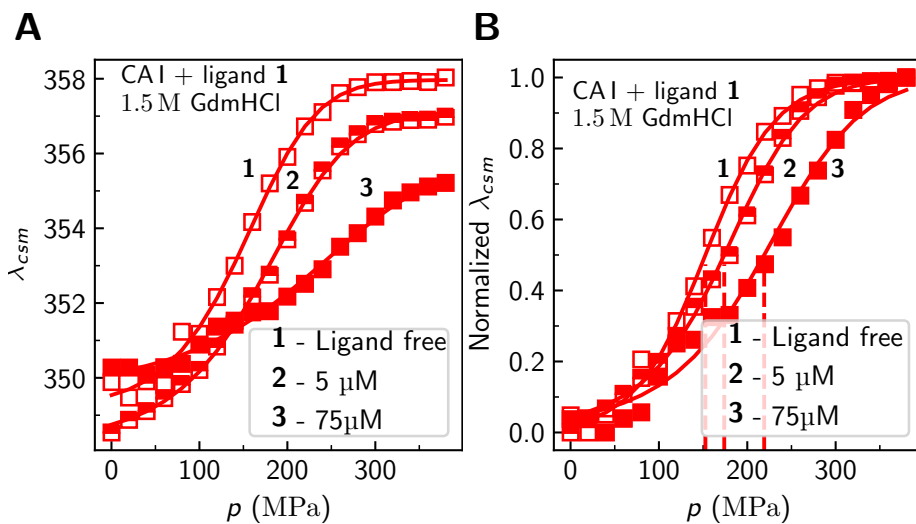 A
CA I + ligand 1
1.5 M GdmHCl
358
357
355
354
352
351
350
λcsm
1
2
3
1 - Ligand free
2 - 5 µM
3 - 75µM
0
100
200
300
p (MPa)
B
CA I + ligand 1
1.5 M GdmHCl
1.0
0.8
0.6
0.4
0.2
0.0
Normalized λcsm
1
2
3
1 - Ligand free
2 - 5 µM
3 - 75µM
0
100
200
300
p (MPa)